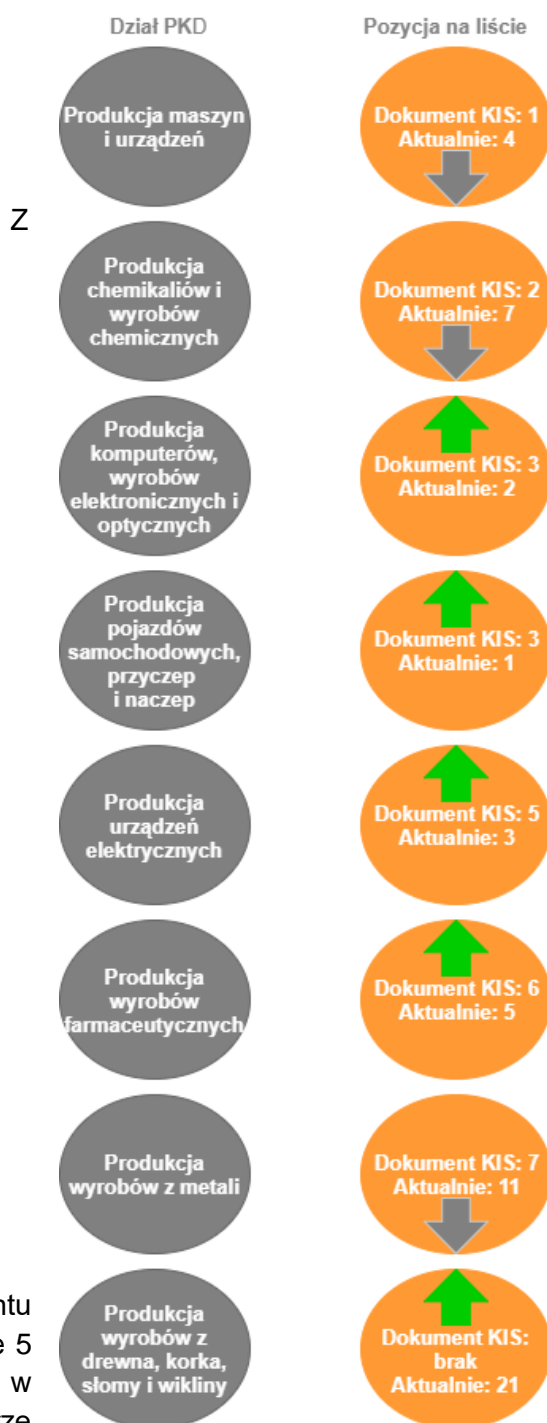 Dział PKD
Pozycja na liście
Produkcja maszyn
i urządzeń
Dokument KIS: 1
Aktualnie: 4
Z
Produkcja
chemikaliów i
wyrobów
chemicznych
Dokument KIS: 2
Aktualnie: 7
Produkcja
komputerów,
wyrobów
elektronicznych i
optycznych
Dokument KIS: 3
Aktualnie: 2
Produkcja
pojazdów
samochodowych,
przyczep
i naczep
Dokument KIS: 3
Aktualnie: 1
Produkcja
urządzeń
elektrycznych
Dokument KIS: 5
Aktualnie: 3
Produkcja
wyrobów
farmaceutycznych
Dokument KIS: 6
Aktualnie: 5
Produkcja
wyrobów z metali
Dokument KIS: 7
Aktualnie: 11
ntu
e 5
w
Produkcja
wyrobów z
drewna, korka,
słomy i wikliny
Dokument KIS:
brak
Aktualnie: 21